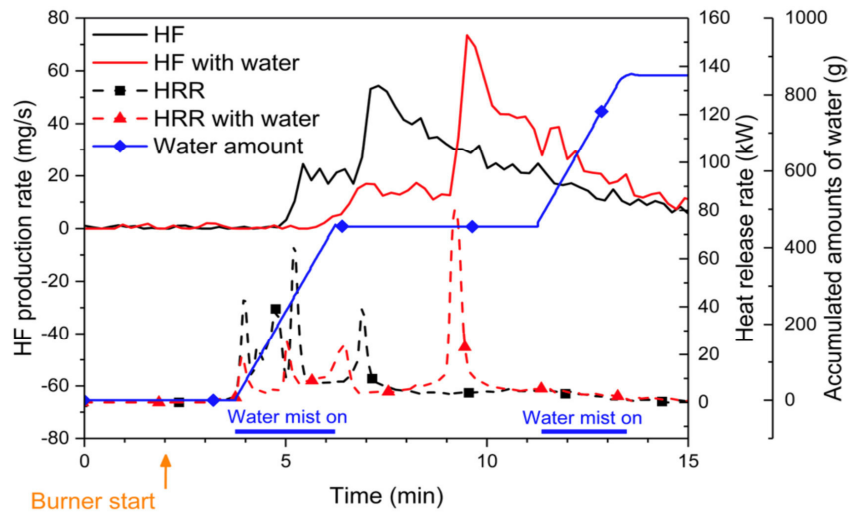 HF
HF with water
HRR
HRR with water
Water amount
80
60
40
20
0
-20
-40
-60
-80
HF production rate (mg/s)
160
140
120
100
80
60
40
20
0
Heat release rate (kW)
1000
800
600
400
200
0
Accumulated amounts of water (g)
Water mist on
Water mist on
0
5
10
15
Time (min)
Burner start